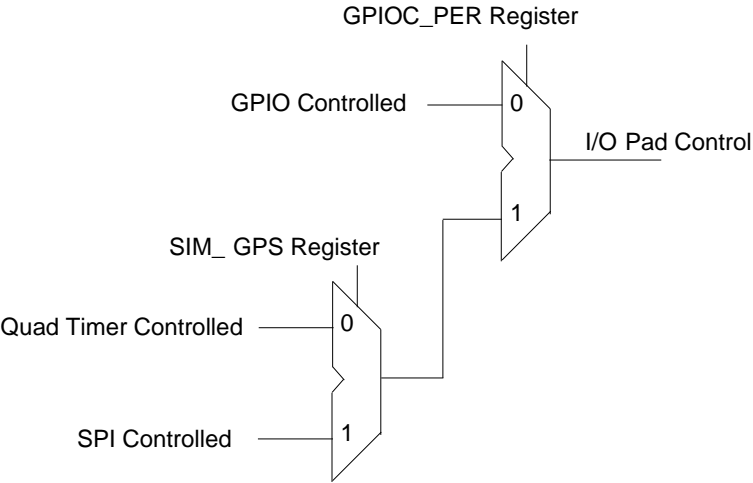 GPIOC_PER Register
GPIO Controlled
0
I/O Pad Control
1
SIM_ GPS Register
Quad Timer Controlled
0
SPI Controlled
1